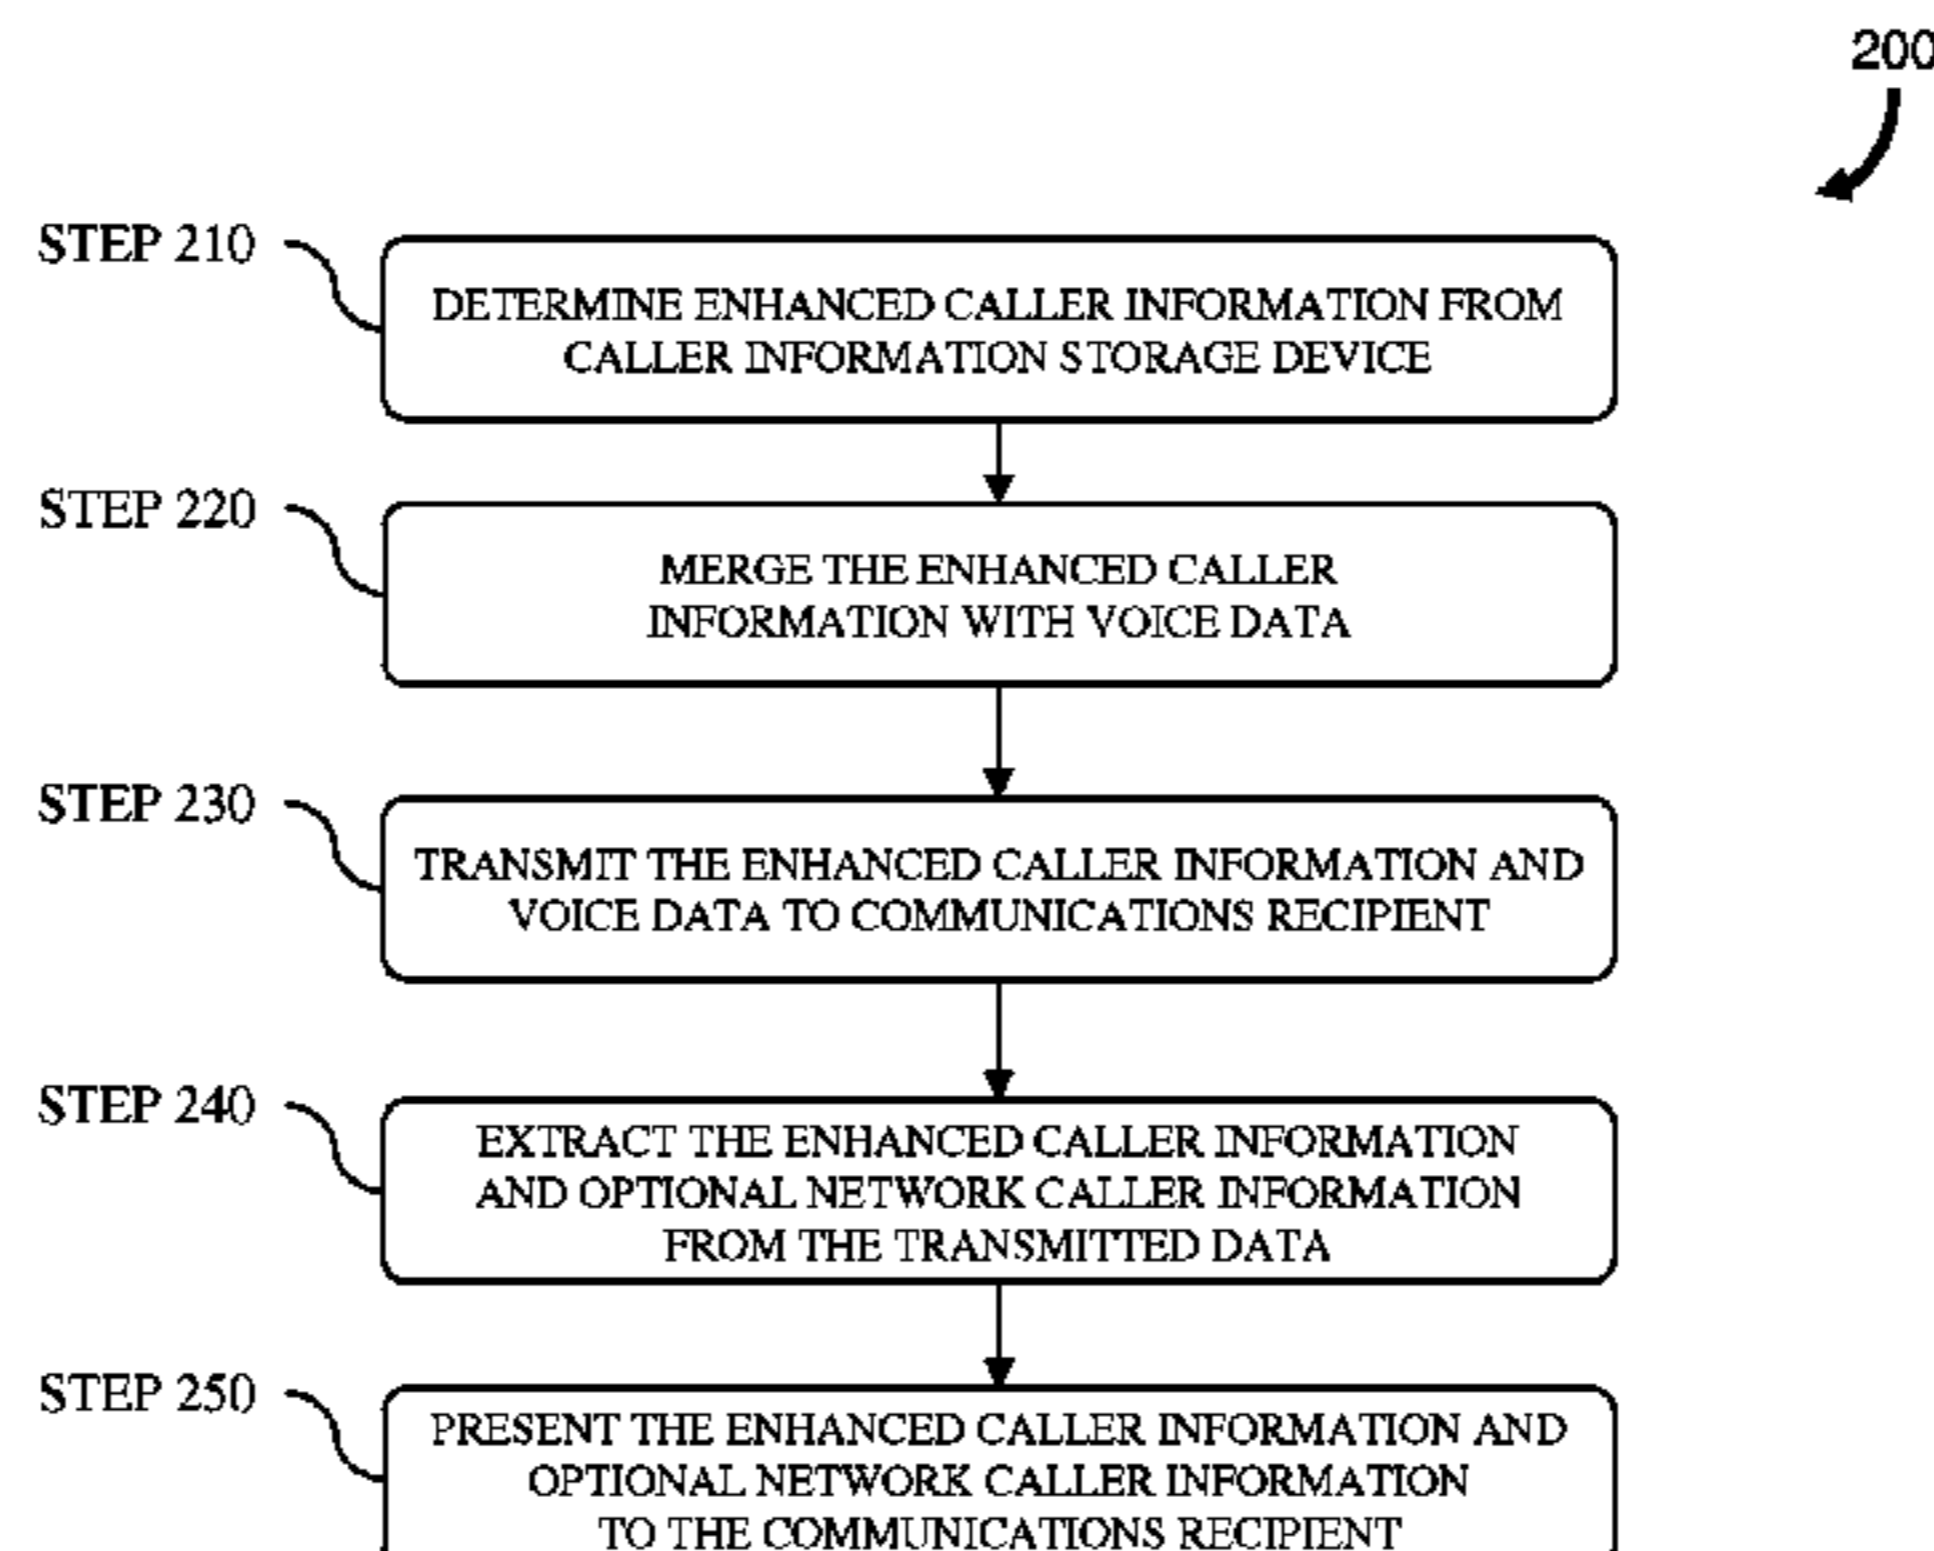 200
STEP 210
DETERMINE ENHANCED CALLER INFORMATION FROM
CALLER INFORMATION STORAGE DEVICE
STEP 220
MERGE THE ENHANCED CALLER
INFORMATION WITH VOICE DATA
STEP 230
TRANSMIT THE ENHANCED CALLER INFORMATION AND
VOICE DATA TO COMMUNICATIONS RECIPIENT
STEP 240
EXTRACT THE ENHANCED CALLER INFORMATION
AND OPTIONAL NETWORK CALLER INFORMATION
FROM THE TRANSMITTED DATA
STEP 250
PRESENT THE ENHANCED CALLER INFORMATION AND
OPTIONAL NETWORK CALLER INFORMATION
TO THE COMMUNICATIONS RECIPIENT